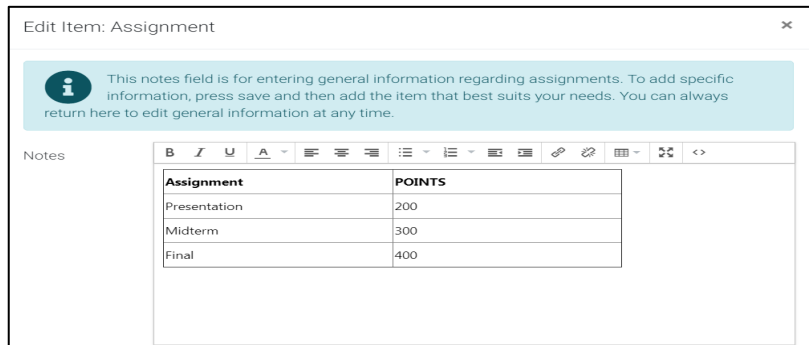 Edit Item: Assignment ×
This notes field is for entering general information regarding assignments. To add specific
information, press save and then add the item that best suits your needs. You can always
return here to edit general information at any time.
Notes
B I U A
Assignment POINTS
Presentation 200
Midterm 300
Final 400